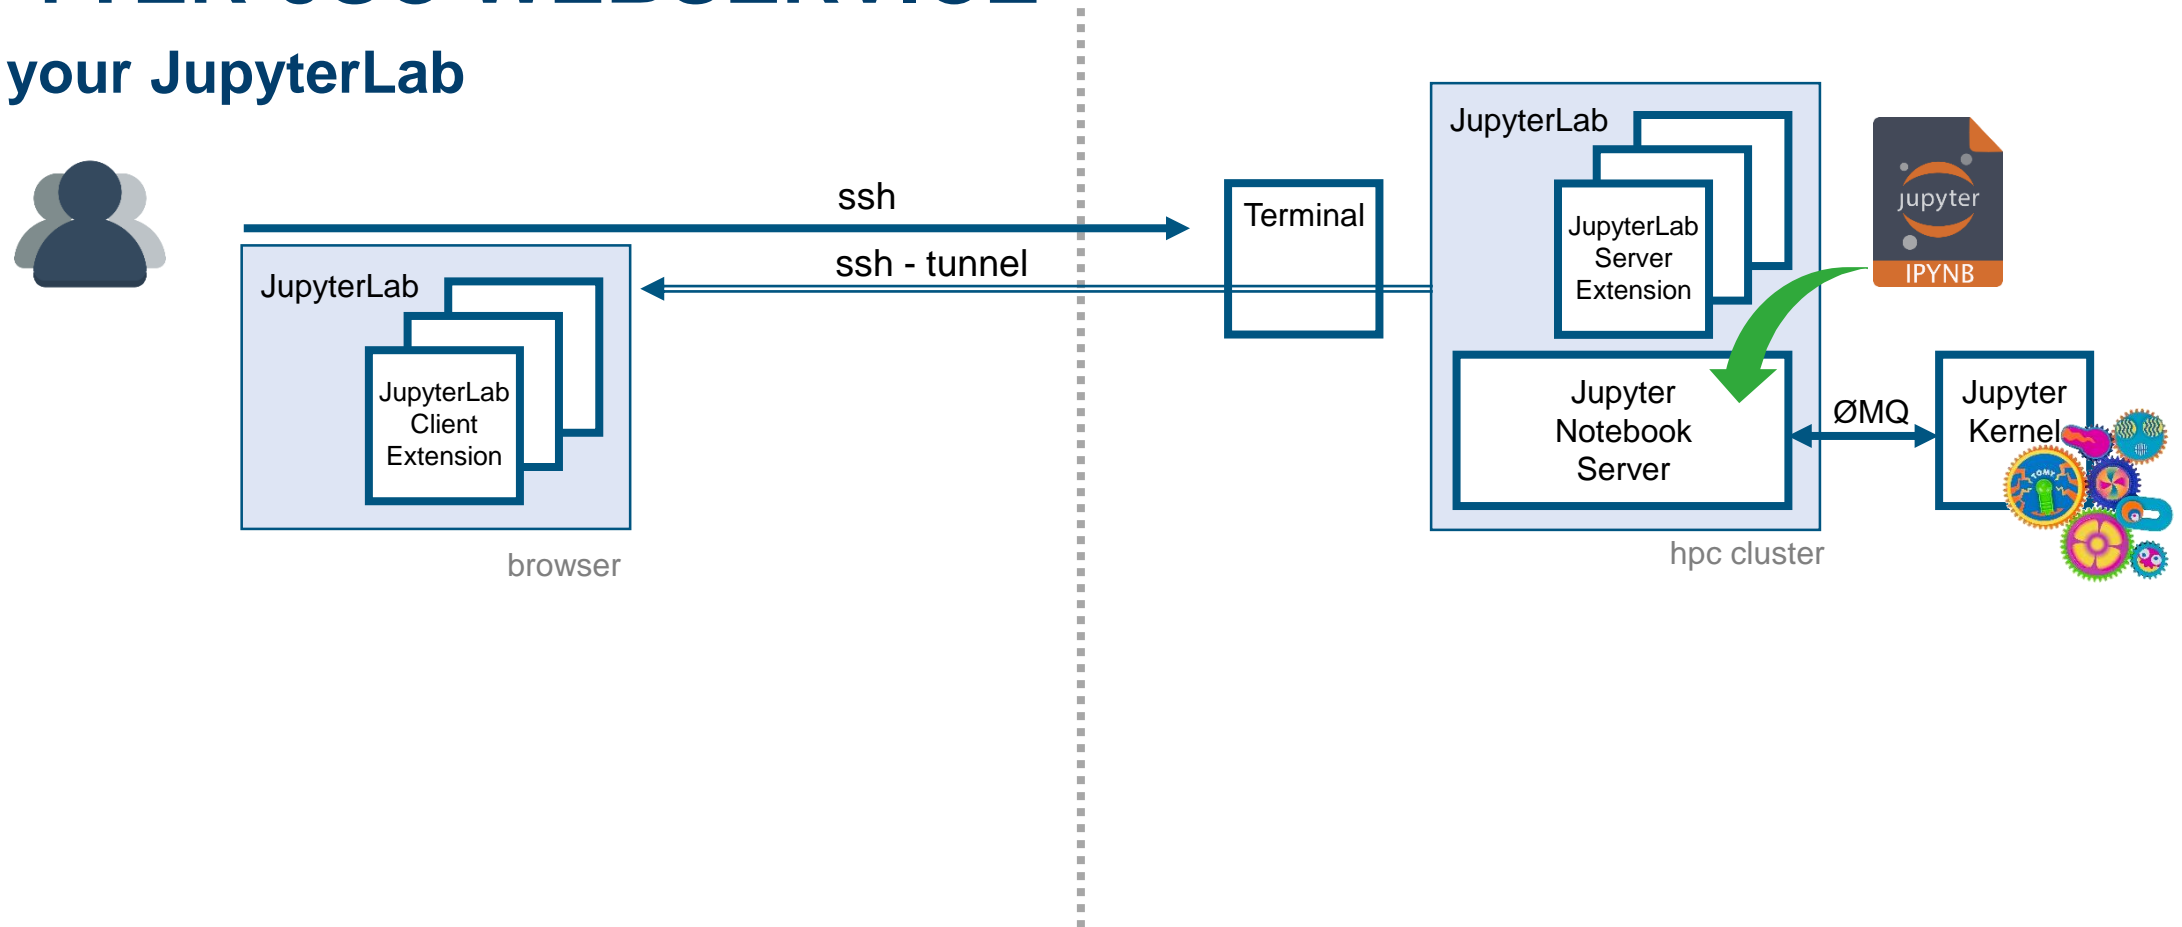 your JupyterLab
ssh
ssh - tunnel
JupyterLab
JupyterLab
Client
Extension
browser
Terminal
JupyterLab
JupyterLab
Server
Extension
Jupyter
Notebook
Server
hpc cluster
ØMQ
Jupyter
Kernel
jupyter
IPYNB
TOMY